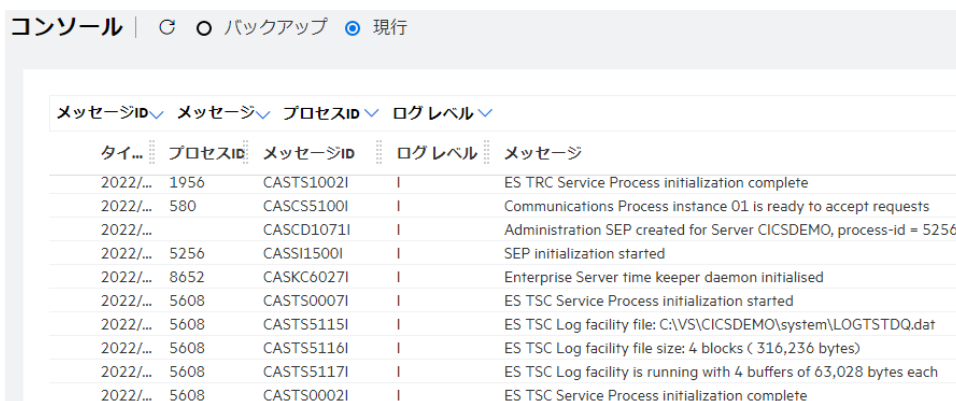 コンソール バックアップ 現行
メッセージID メッセージ プロセスID ログ レベル
タイ... プロセスID メッセージID ログ レベル メッセージ
2022/... 1956 CASTS1002I I ES TRC Service Process initialization complete
2022/... 580 CASCS5100I I Communications Process instance 01 is ready to accept requests
2022/... CASCD1071I I Administration SEP created for Server CICSDEMO, process-id = 5256
2022/... 5256 CASSI1500I I SEP initialization started
2022/... 8652 CASKC6027I I Enterprise Server time keeper daemon initialised
2022/... 5608 CASTS0007I I ES TSC Service Process initialization started
2022/... 5608 CASTS5115I I ES TSC Log facility file: C:\VS\CICSDEMO\system\LOGTSTDQ.dat
2022/... 5608 CASTS5116I I ES TSC Log facility file size: 4 blocks ( 316,236 bytes)
2022/... 5608 CASTS5117I I ES TSC Log facility is running with 4 buffers of 63,028 bytes each
2022/... 5608 CASTS0002I I ES TSC Service Process initialization complete